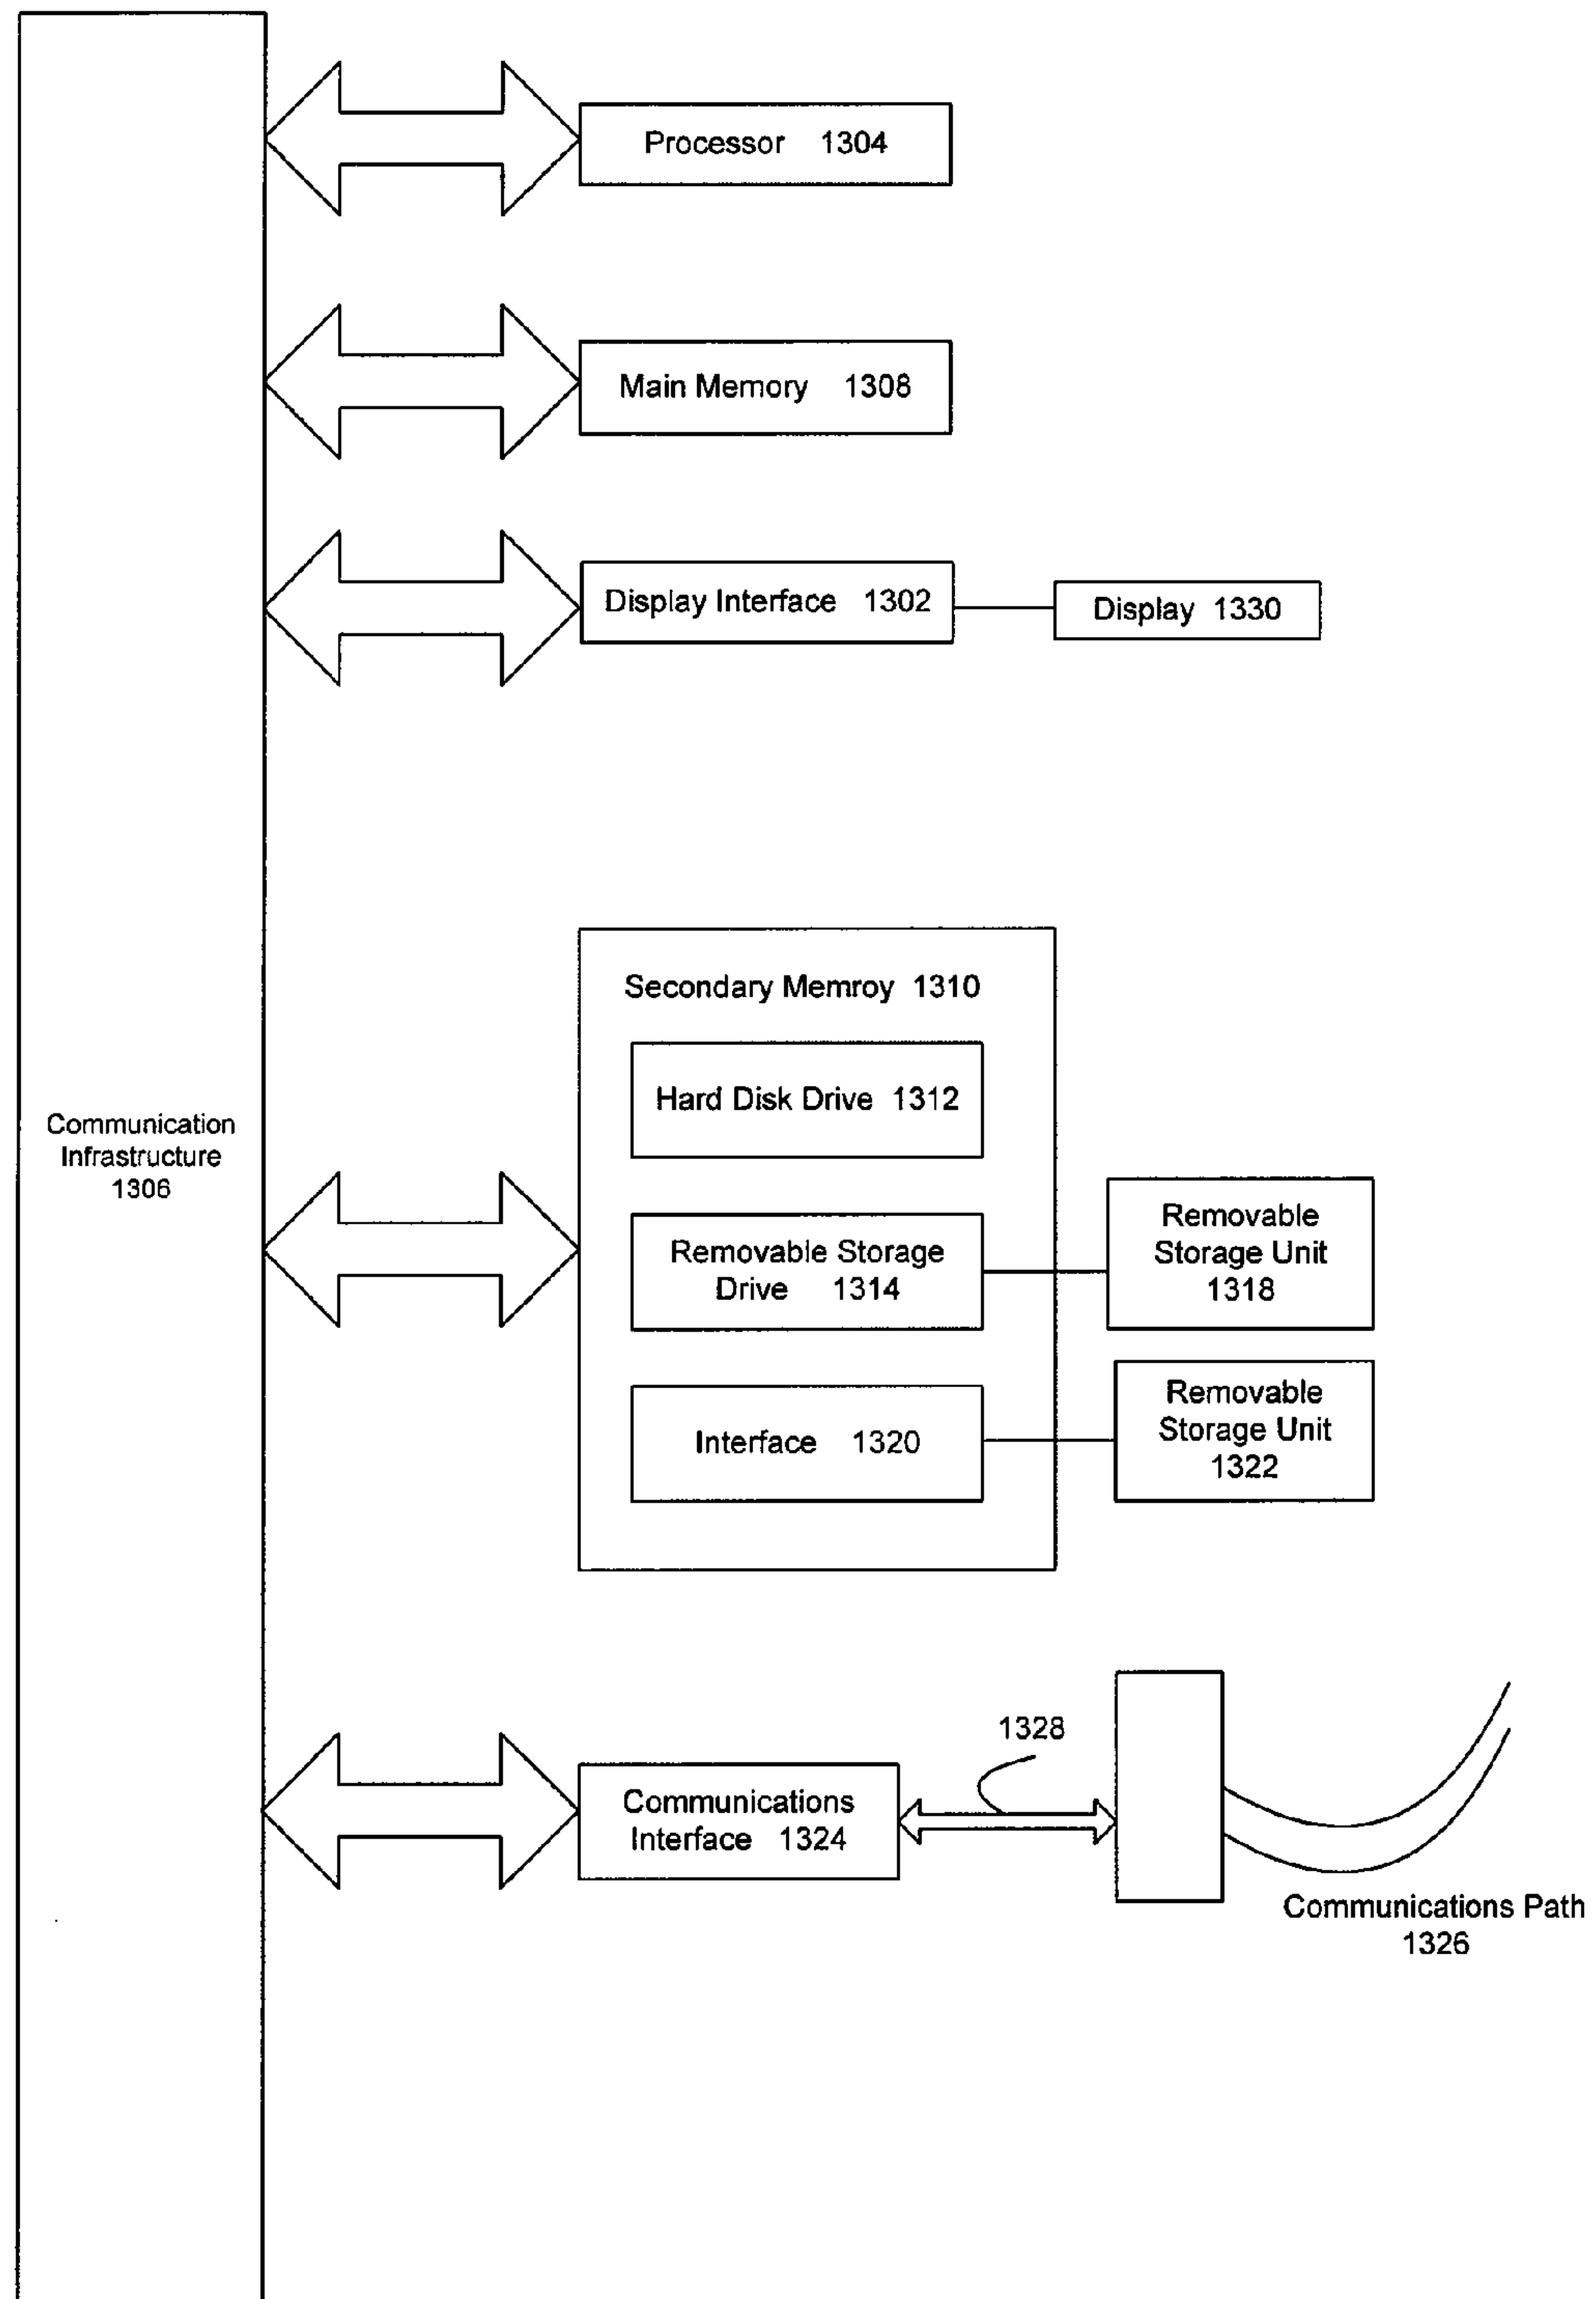 Processor 1304
Main Memory 1308
Display Interface 1302
Display 1330
Secondary Memroy 1310
Hard Disk Drive 1312
Communication
Infrastructure
1306
Removable Storage
Drive 1314
Removable
Storage Unit
1318
Interface 1320
Removable
Storage Unit
1322
1328
Communications
Interface 1324
Communications Path
1326